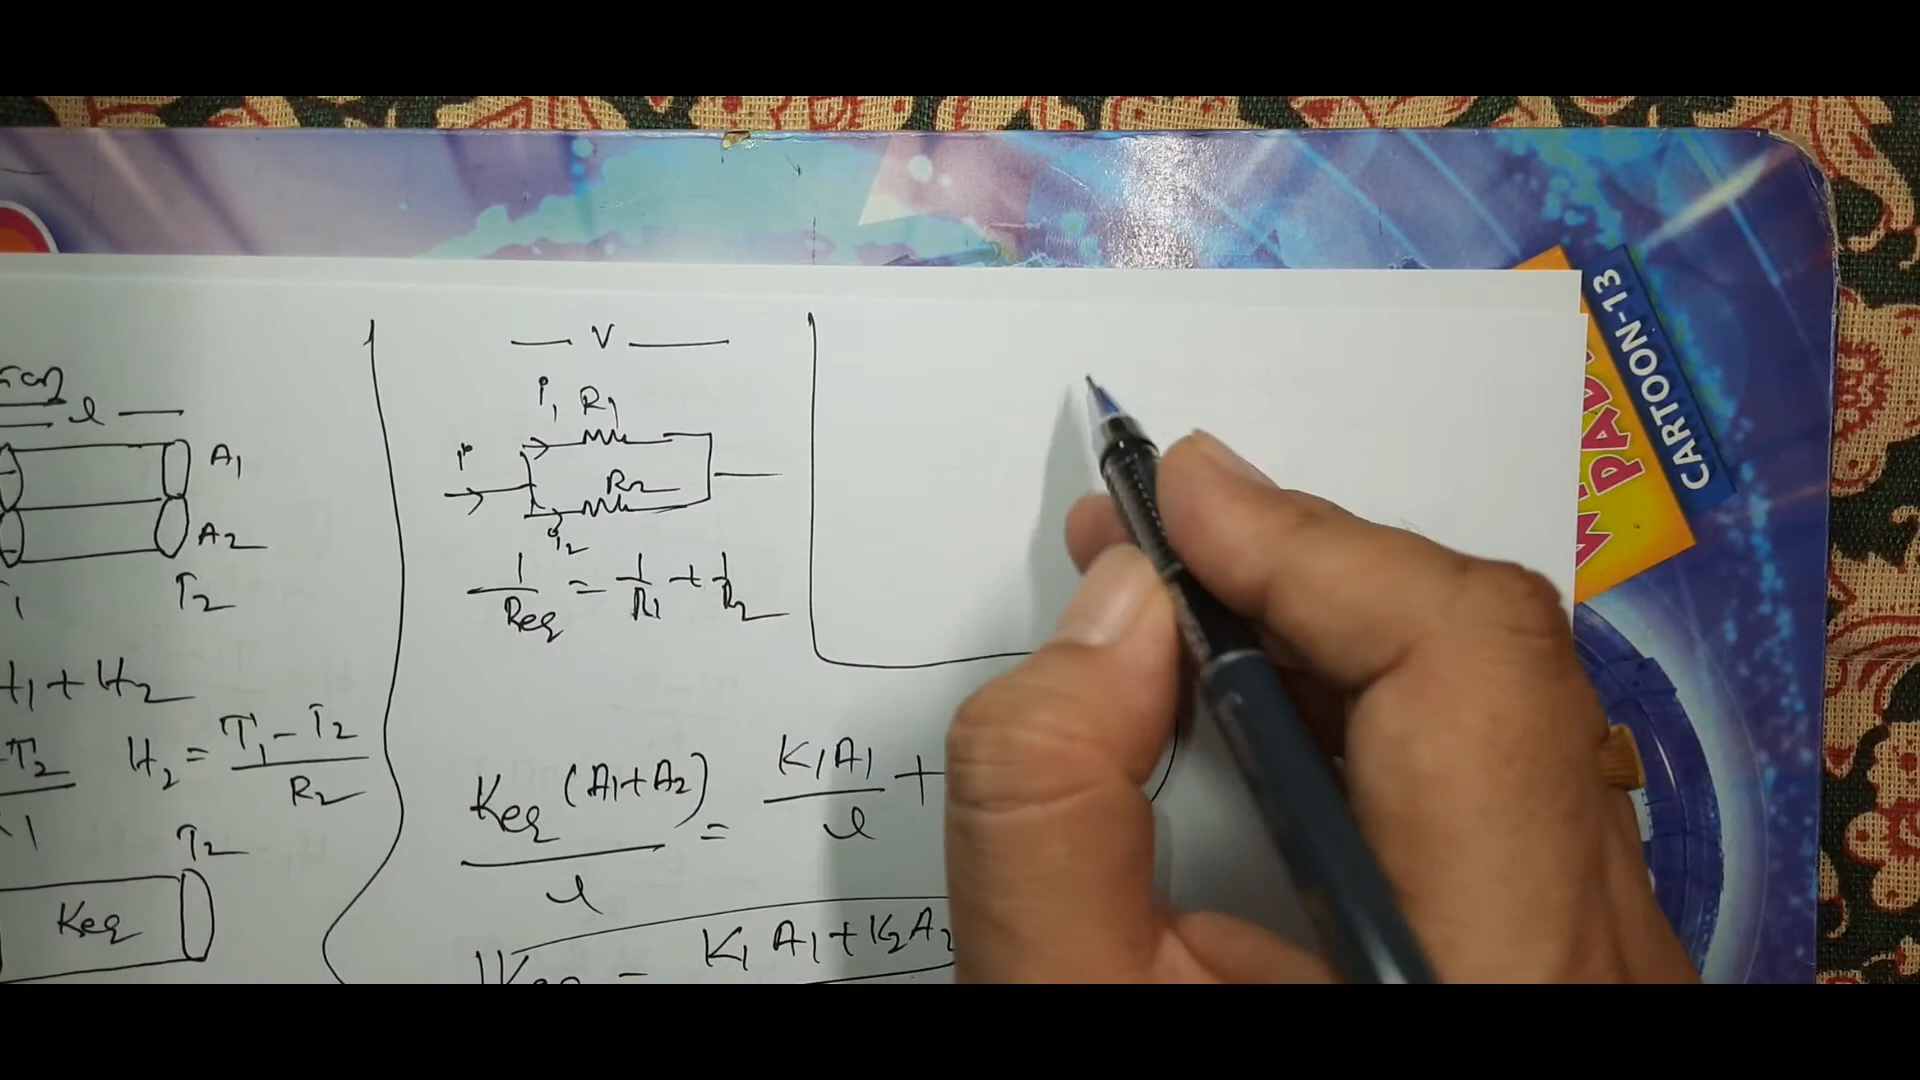 l
A1
A2
T2
H1 + H2
T2 H2 = T1 - T2 / R2
T2
Keq
V
i1 R1
i R2
i2
1/Req = 1/R1 + 1/R2
Keq (A1+A2) / l = K1A1 / l +
Keq = K1 A1 + K2 A2
W.PAD
CARTOON-13